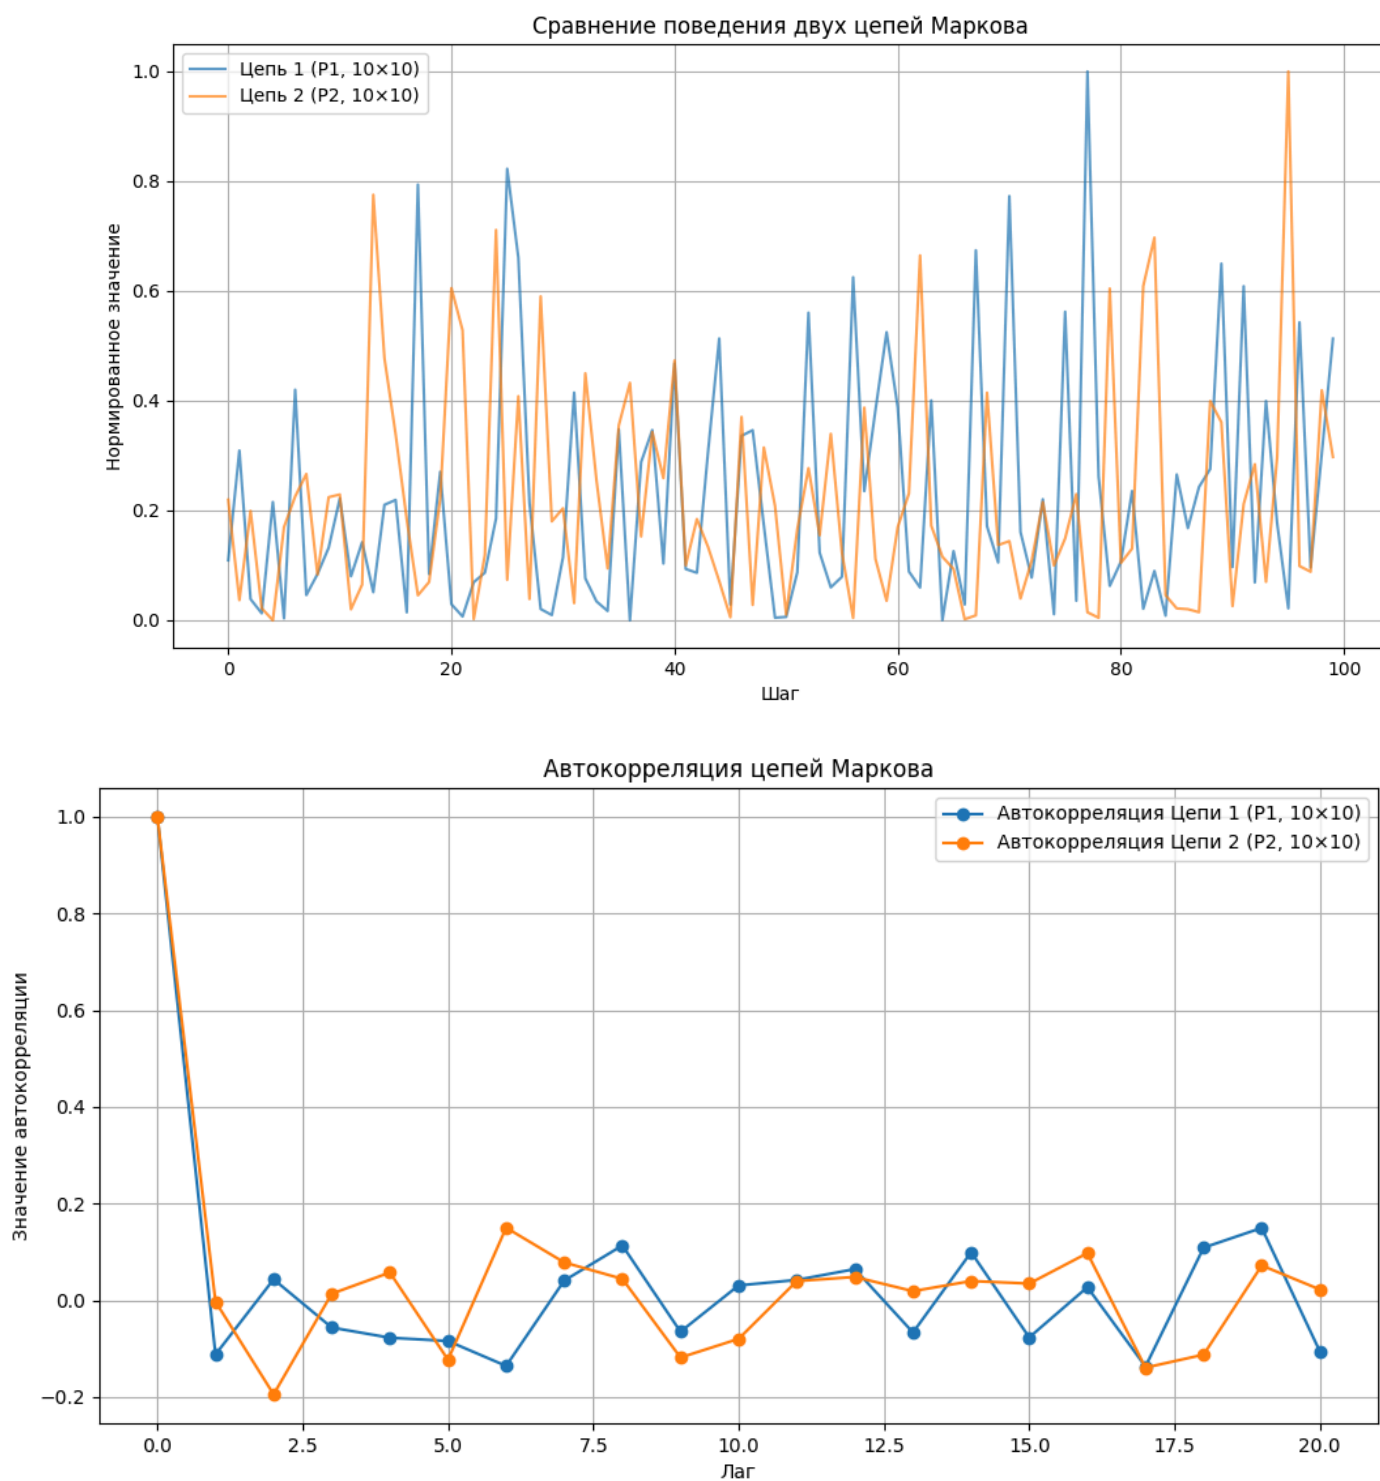 Сравнение поведения двух цепей Маркова
Цепь 1 (P1, 10×10)
Цепь 2 (P2, 10×10)
Нормированное значение
1.0
0.8
0.6
0.4
0.2
0.0
0 20 40 60 80 100
Шаг
Автокорреляция цепей Маркова
Автокорреляция Цепи 1 (P1, 10×10)
Автокорреляция Цепи 2 (P2, 10×10)
Значение автокорреляции
1.0
0.8
0.6
0.4
0.2
0.0
−0.2
0.0 2.5 5.0 7.5 10.0 12.5 15.0 17.5 20.0
Лаг